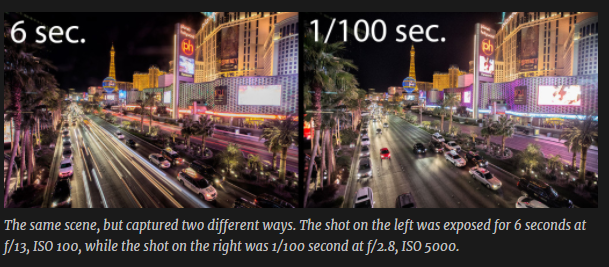 6 sec.
1/100 sec.
ph
ph
The same scene, but captured two different ways. The shot on the left was exposed for 6 seconds at
f/13, ISO 100, while the shot on the right was 1/100 second at f/2.8, ISO 5000.